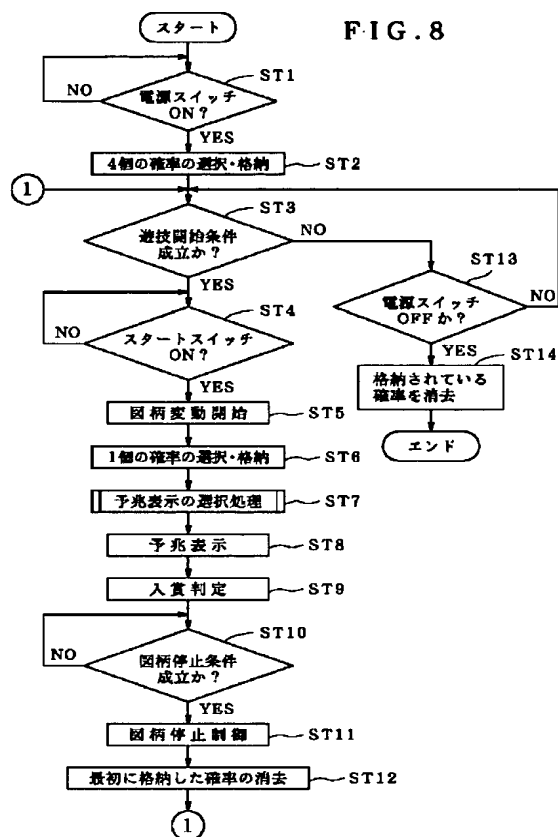 FIG.8
スタート
ST1
電源スイッチ
ON?
NO
YES
4個の確率の選択・格納
ST2
1
ST3
遊技開始条件
成立か?
NO
YES
ST4
スタートスイッチ
ON?
NO
YES
図柄変動開始
ST5
1個の確率の選択・格納
ST6
予兆表示の選択処理
ST7
予兆表示
ST8
入賞判定
ST9
ST10
図柄停止条件
成立か?
NO
YES
図柄停止制御
ST11
最初に格納した確率の消去
ST12
1
ST13
電源スイッチ
OFFか?
NO
YES
ST14
格納されている
確率を消去
エンド